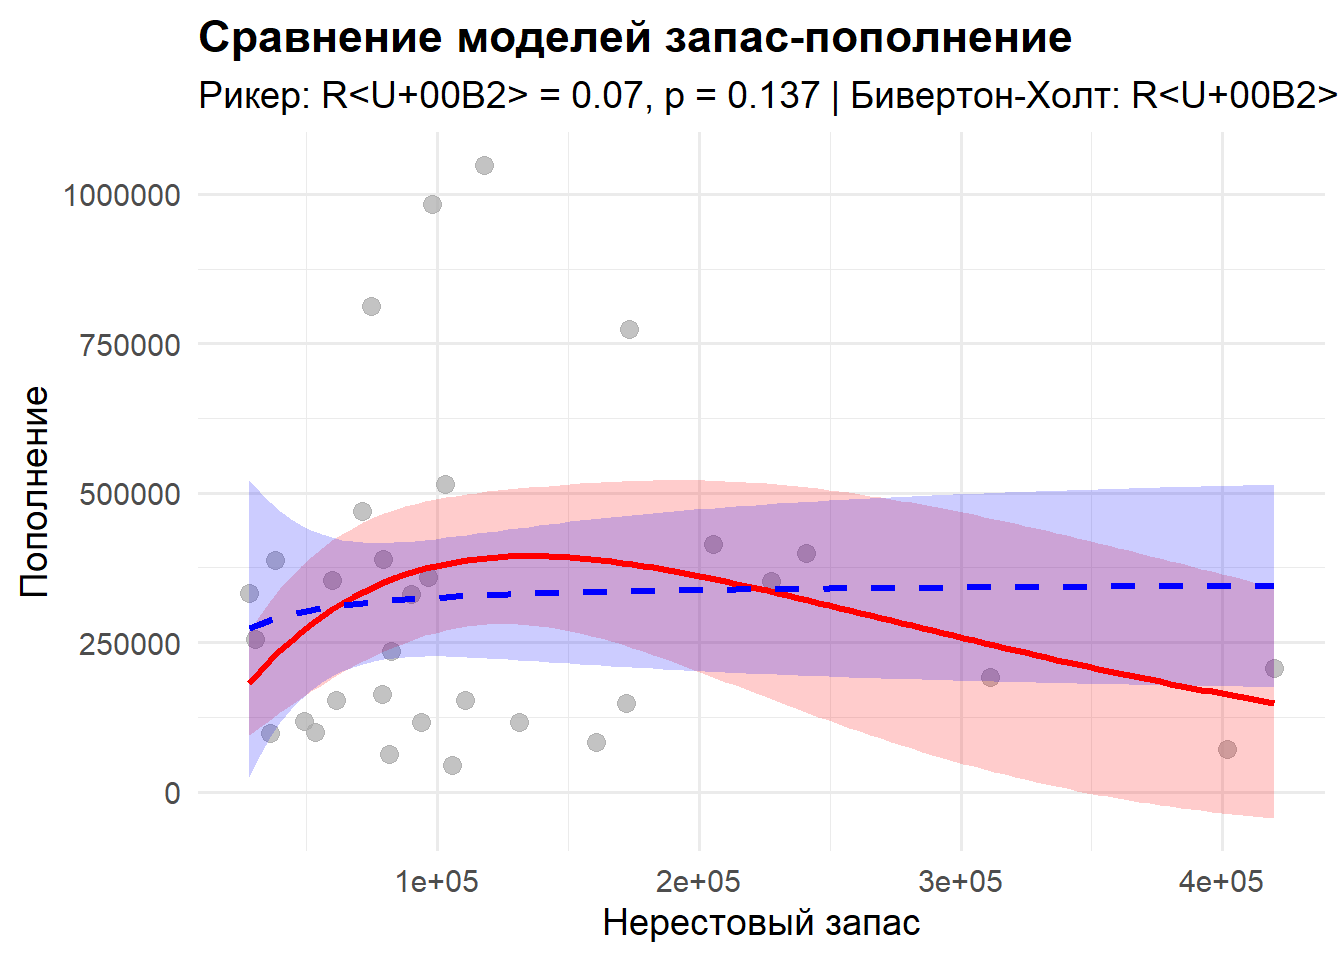 Сравнение моделей запас-пополнение
Рикер: R<U+00B2> = 0.07, p = 0.137 | Бивертон-Холт: R<U+00B2>
1000000
750000
500000
250000
0
Пополнение
1e+05 2e+05 3e+05 4e+05
Нерестовый запас